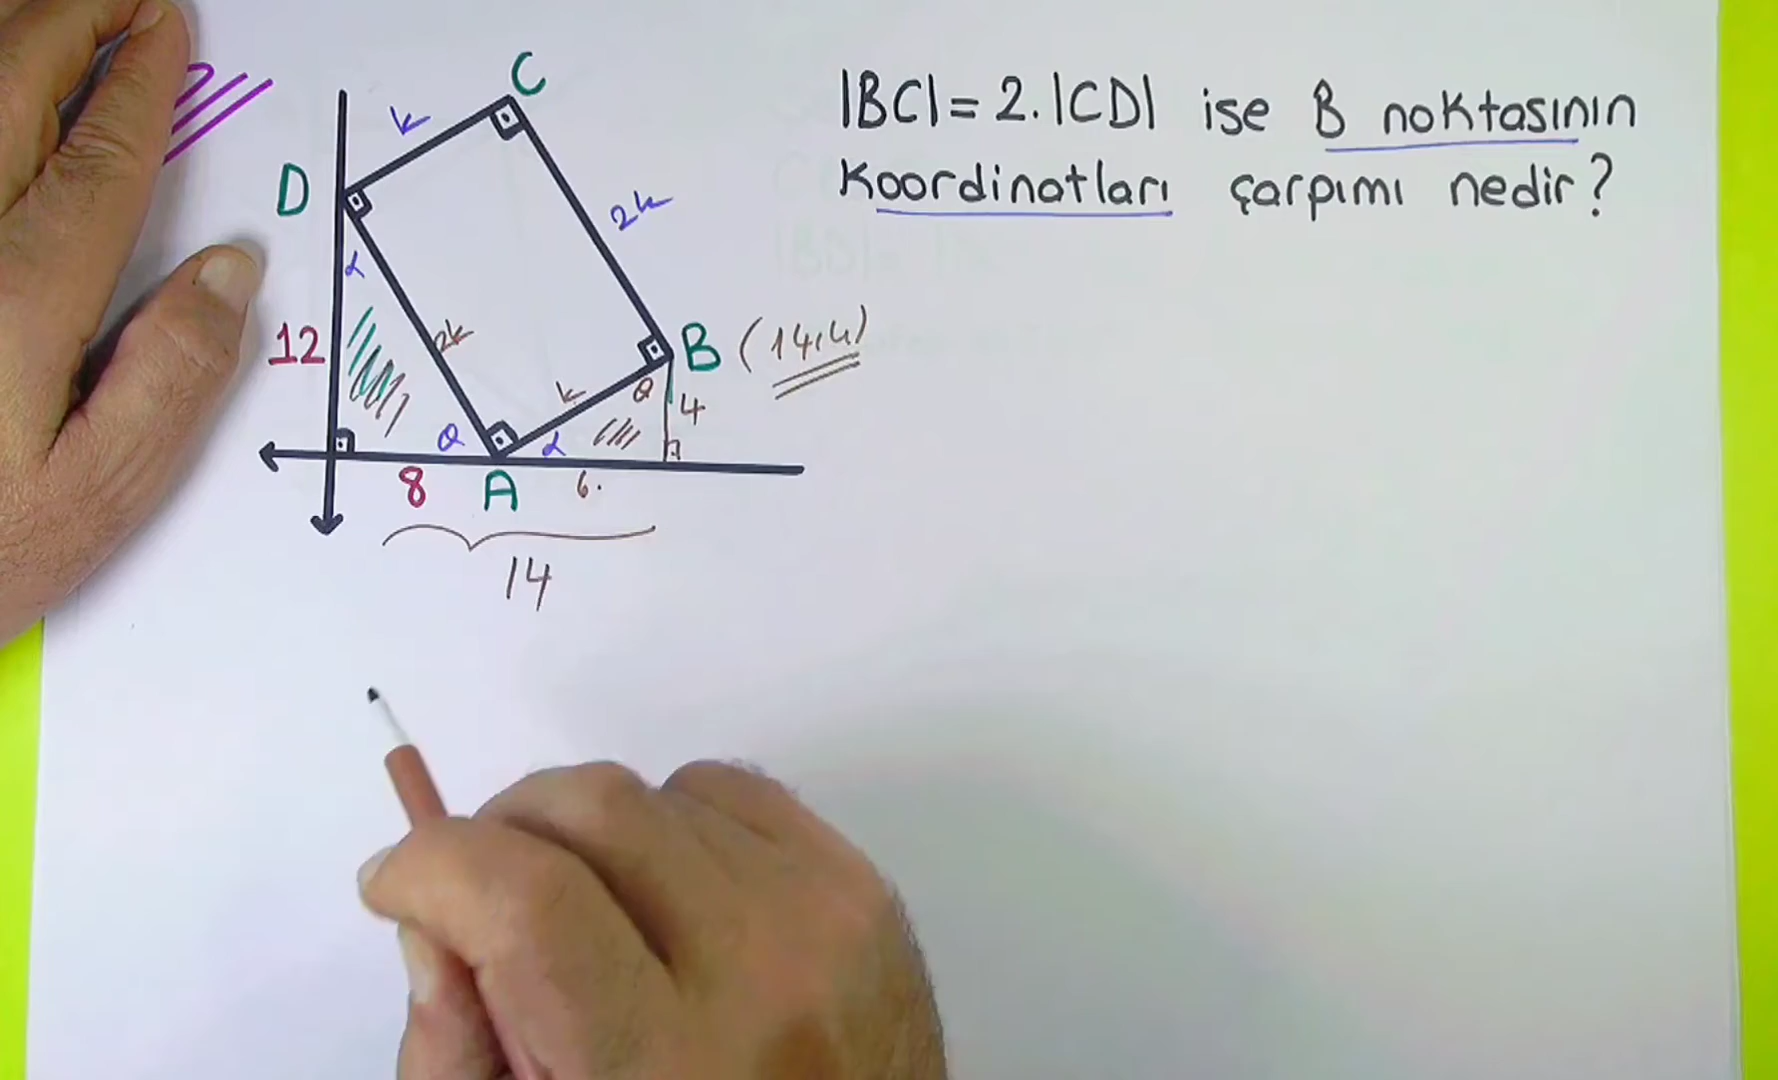 |BC| = 2.|CD| ise B noktasının
koordinatları çarpımı nedir?
C
k
D
2k
α
12
2k
B (14,4)
k
θ
4
θ
α
8
A
6.
14